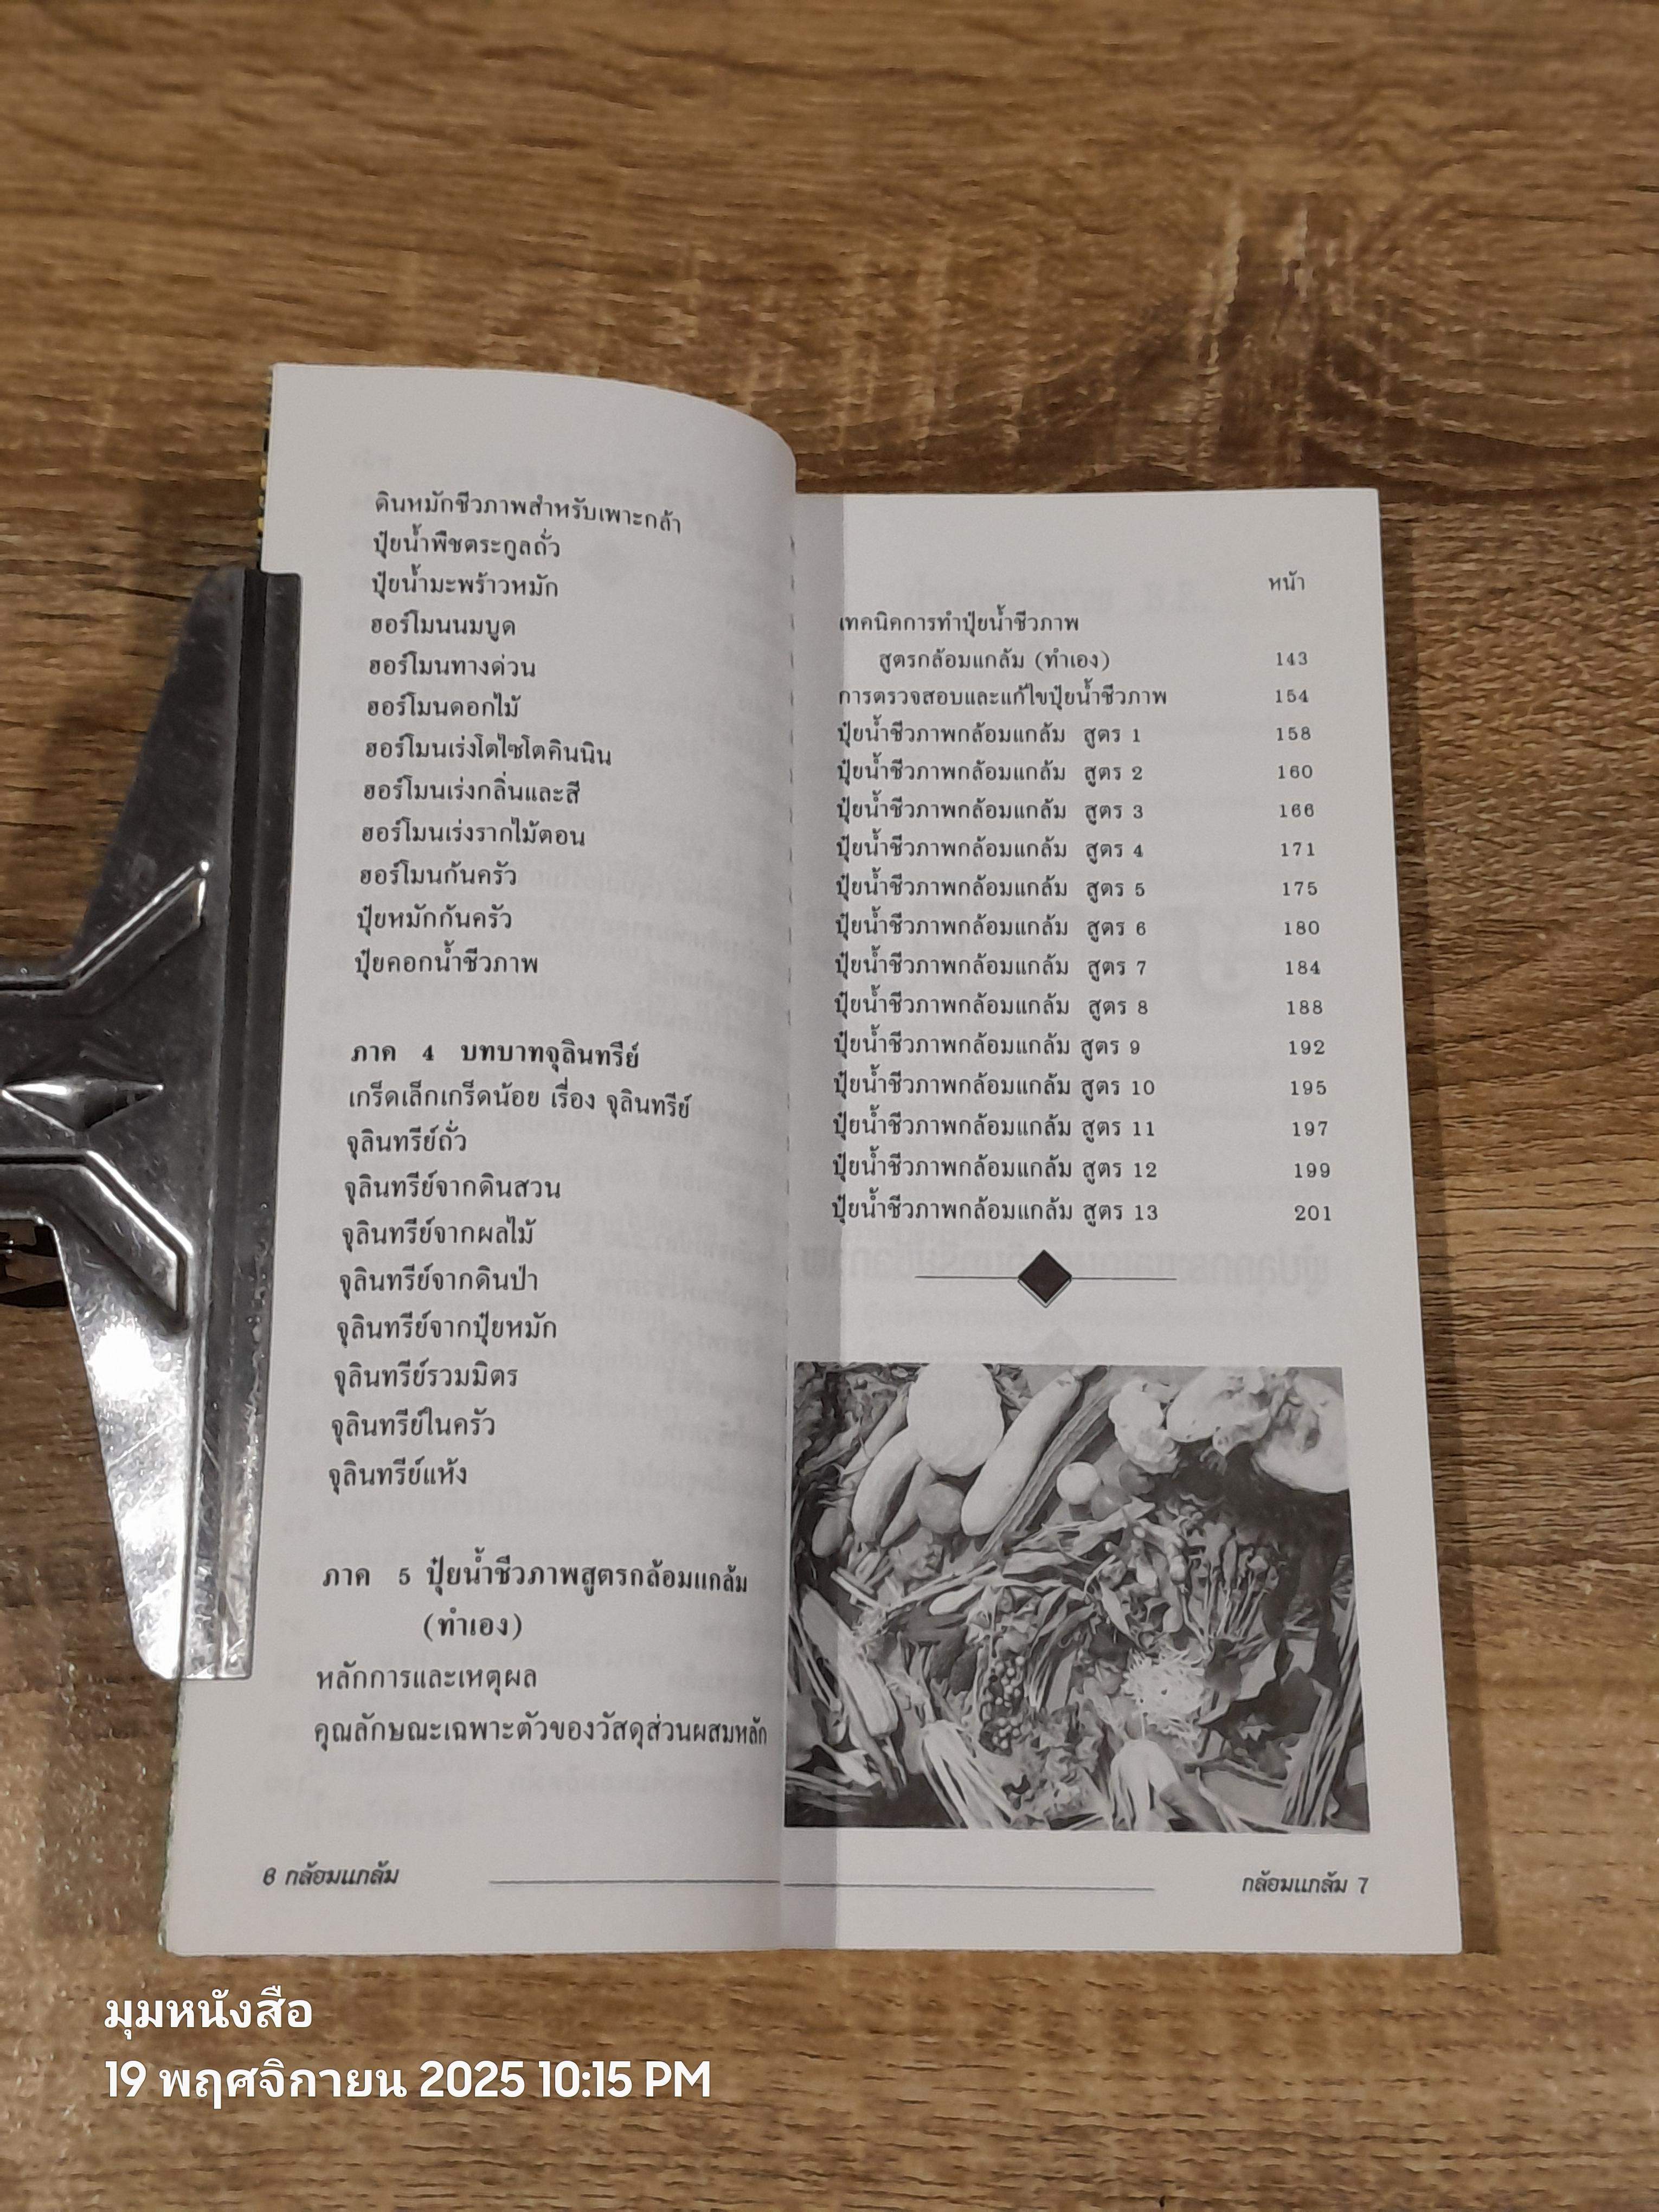 ดินหมักชีวภาพสำหรับเพาะกล้า
ปุ๋ยน้ำพืชตระกูลถั่ว
ปุ๋ยน้ำมะพร้าวหมัก
ฮอร์โมนนมบูด
ฮอร์โมนทางด่วน
ฮอร์โมนดอกไม้
ฮอร์โมนเร่งโตไซโตคินนิน
ฮอร์โมนเร่งกลิ่นและสี
ฮอร์โมนเร่งรากไม้ตอน
ฮอร์โมนก้นครัว
ปุ๋ยหมักก้นครัว
ปุ๋ยคอกน้ำชีวภาพ
ภาค 4 บทบาทจุลินทรีย์
เกร็ดเล็กเกร็ดน้อย เรื่อง จุลินทรีย์
จุลินทรีย์ถั่ว
จุลินทรีย์จากดินสวน
จุลินทรีย์จากผลไม้
จุลินทรีย์จากดินป่า
จุลินทรีย์จากปุ๋ยหมัก
จุลินทรีย์รวมมิตร
จุลินทรีย์ในครัว
จุลินทรีย์แห้ง
ภาค 5 ปุ๋ยน้ำชีวภาพสูตรกล้อมแกล้ม
(ทำเอง)
หลักการและเหตุผล
คุณลักษณะเฉพาะตัวของวัสดุส่วนผสมหลัก
6 กล้อมแกล้ม
หน้า
เทคนิคการทำปุ๋ยน้ำชีวภาพ
สูตรกล้อมแกล้ม (ทำเอง) 143
การตรวจสอบและแก้ไขปุ๋ยน้ำชีวภาพ 154
ปุ๋ยน้ำชีวภาพกล้อมแกล้ม สูตร 1 158
ปุ๋ยน้ำชีวภาพกล้อมแกล้ม สูตร 2 160
ปุ๋ยน้ำชีวภาพกล้อมแกล้ม สูตร 3 166
ปุ๋ยน้ำชีวภาพกล้อมแกล้ม สูตร 4 171
ปุ๋ยน้ำชีวภาพกล้อมแกล้ม สูตร 5 175
ปุ๋ยน้ำชีวภาพกล้อมแกล้ม สูตร 6 180
ปุ๋ยน้ำชีวภาพกล้อมแกล้ม สูตร 7 184
ปุ๋ยน้ำชีวภาพกล้อมแกล้ม สูตร 8 188
ปุ๋ยน้ำชีวภาพกล้อมแกล้ม สูตร 9 192
ปุ๋ยน้ำชีวภาพกล้อมแกล้ม สูตร 10 195
ปุ๋ยน้ำชีวภาพกล้อมแกล้ม สูตร 11 197
ปุ๋ยน้ำชีวภาพกล้อมแกล้ม สูตร 12 199
ปุ๋ยน้ำชีวภาพกล้อมแกล้ม สูตร 13 201
กล้อมแกล้ม 7
มุมหนังสือ
19 พฤศจิกายน 2025 10:15 PM